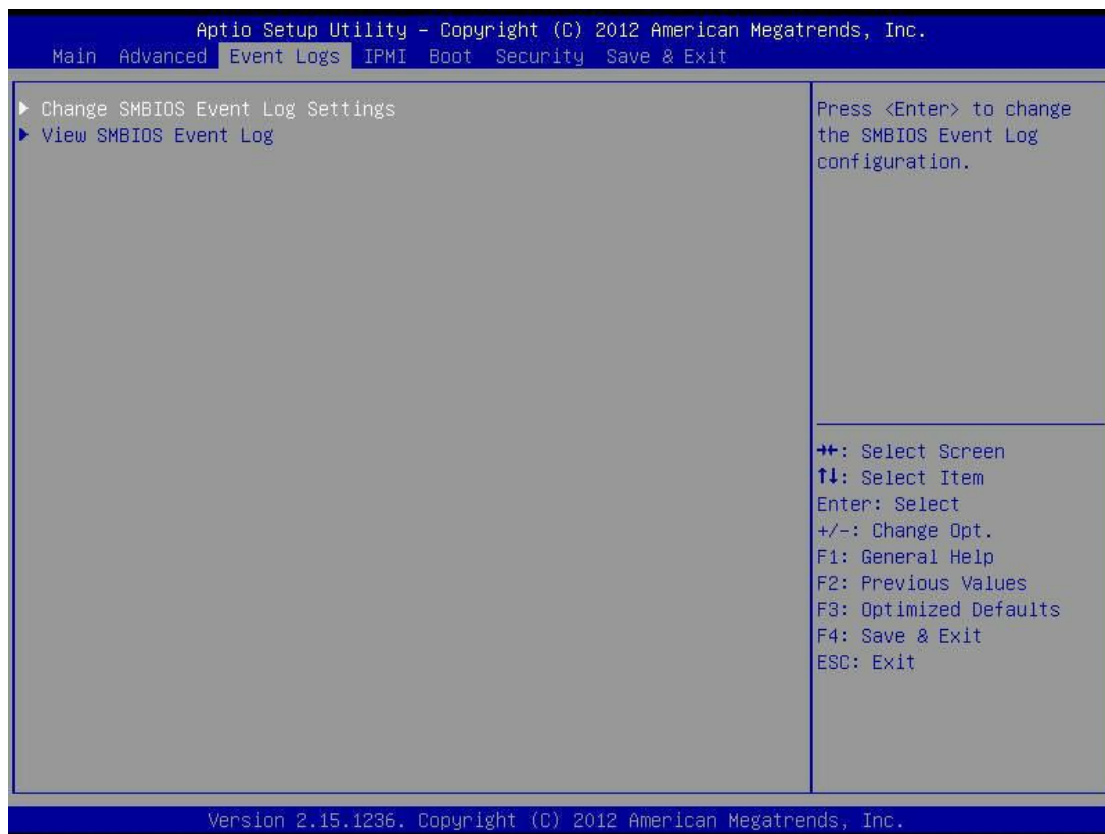 Aptio Setup Utility – Copyright (C) 2012 American Megatrends, Inc.
Main Advanced Event Logs IPMI Boot Security Save & Exit
▶ Change SMBIOS Event Log Settings
▶ View SMBIOS Event Log
Press <Enter> to change
the SMBIOS Event Log
configuration.
→←: Select Screen
↑↓: Select Item
Enter: Select
+/-: Change Opt.
F1: General Help
F2: Previous Values
F3: Optimized Defaults
F4: Save & Exit
ESC: Exit
Version 2.15.1236. Copyright (C) 2012 American Megatrends, Inc.